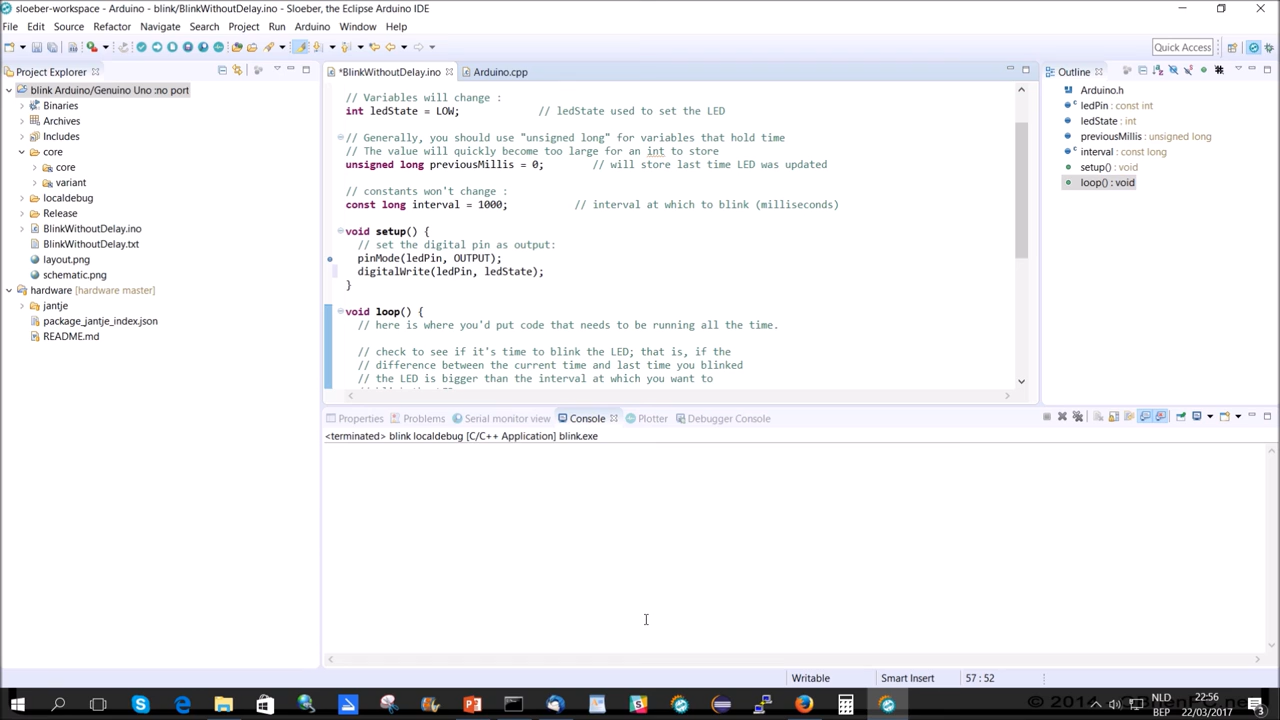 sloeber-workspace - Arduino - blink/BlinkWithoutDelay.ino - Sloeber, the Eclipse Arduino IDE
File Edit Source Refactor Navigate Search Project Run Arduino Window Help
Quick Access
Project Explorer
blink Arduino/Genuino Uno :no port
Binaries
Archives
Includes
core
core
variant
localdebug
Release
BlinkWithoutDelay.ino
BlinkWithoutDelay.txt
layout.png
schematic.png
hardware [hardware master]
jantje
package_jantje_index.json
README.md
*BlinkWithoutDelay.ino Arduino.cpp
// Variables will change :
int ledState = LOW; // ledState used to set the LED
// Generally, you should use "unsigned long" for variables that hold time
// The value will quickly become too large for an int to store
unsigned long previousMillis = 0; // will store last time LED was updated
// constants won't change :
const long interval = 1000; // interval at which to blink (milliseconds)
void setup() {
// set the digital pin as output:
pinMode(ledPin, OUTPUT);
digitalWrite(ledPin, ledState);
}
void loop() {
// here is where you'd put code that needs to be running all the time.
// check to see if it's time to blink the LED; that is, if the
// difference between the current time and last time you blinked
// the LED is bigger than the interval at which you want to
Outline
Arduino.h
ledPin : const int
ledState : int
previousMillis : unsigned long
interval : const long
setup() : void
loop() : void
Properties Problems Serial monitor view Console Plotter Debugger Console
<terminated> blink localdebug [C/C++ Application] blink.exe
Writable Smart Insert 57 : 52
NLD 22:56
BEP 22/03/2017
© 2014